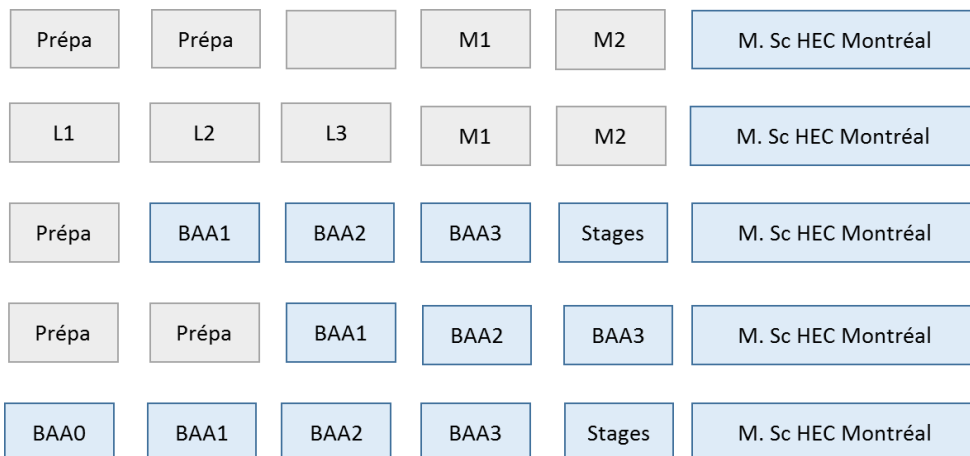 Prépa Prépa M1 M2 M. Sc HEC Montréal
L1 L2 L3 M1 M2 M. Sc HEC Montréal
Prépa BAA1 BAA2 BAA3 Stages M. Sc HEC Montréal
Prépa Prépa BAA1 BAA2 BAA3 M. Sc HEC Montréal
BAA0 BAA1 BAA2 BAA3 Stages M. Sc HEC Montréal